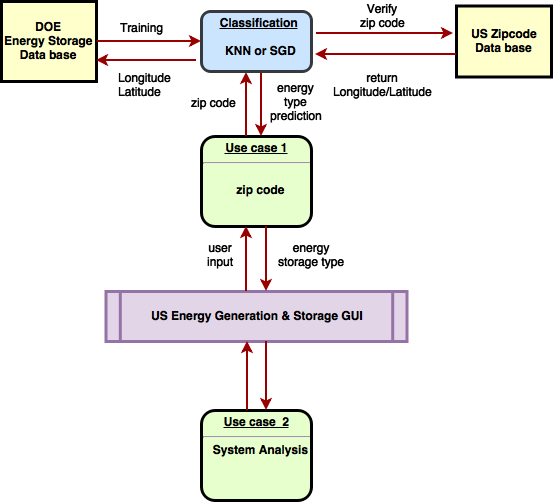 DOE
Energy Storage
Data base
Training
Longitude
Latitude
Classification
KNN or SGD
Verify
zip code
return
Longitude/Latitude
US Zipcode
Data base
zip code
energy
type
prediction
Use case 1
zip code
user
input
energy
storage type
US Energy Generation & Storage GUI
Use case 2
System Analysis